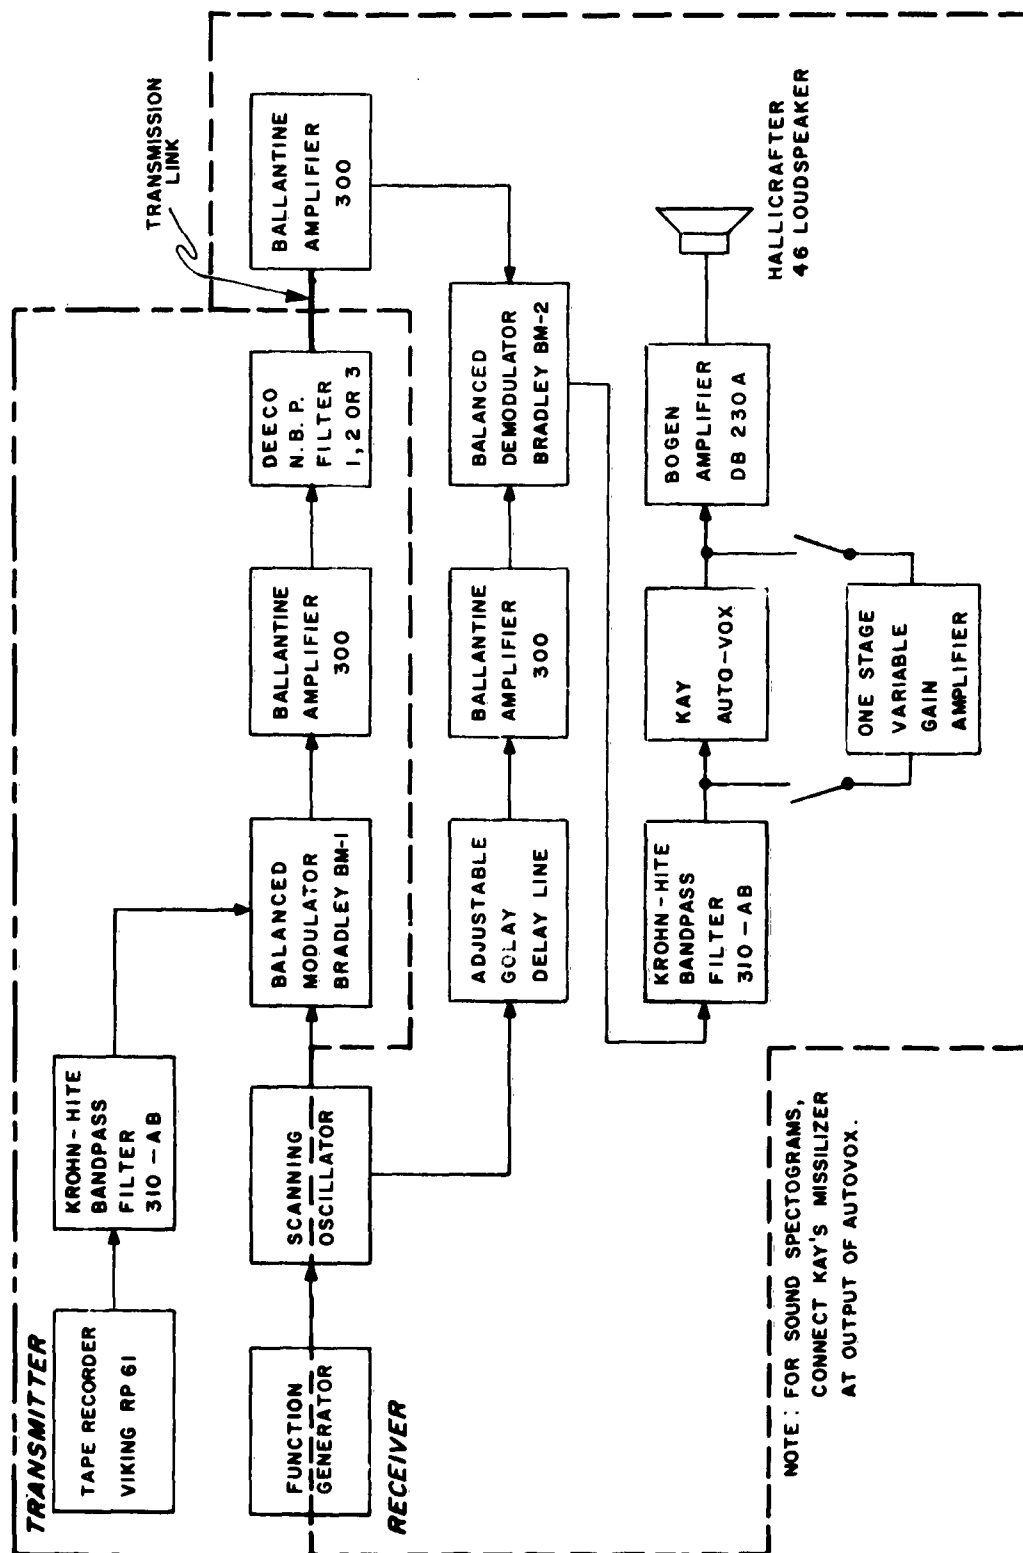 TRANSMITTER
TAPE RECORDER
VIKING RP 61
KROHN-HITE
BANDPASS
FILTER
310-AB
FUNCTION
GENERATOR
SCANNING
OSCILLATOR
BALANCED
MODULATOR
BRADLEY BM-1
BALLANTINE
AMPLIFIER
300
DEECO
N.B.P.
FILTER
1, 2 OR 3
TRANSMISSION
LINK
BALLANTINE
AMPLIFIER
300
RECEIVER
ADJUSTABLE
GOLAY
DELAY LINE
BALLANTINE
AMPLIFIER
300
BALANCED
DEMODULATOR
BRADLEY BM-2
KROHN-HITE
BANDPASS
FILTER
310-AB
KAY
AUTO-VOX
BOGEN
AMPLIFIER
DB 230A
HALLICRAFTER
46 LOUDSPEAKER
ONE STAGE
VARIABLE
GAIN
AMPLIFIER
NOTE: FOR SOUND SPECTOGRAMS,
CONNECT KAY'S MISSILIZER
AT OUTPUT OF AUTOVOX.